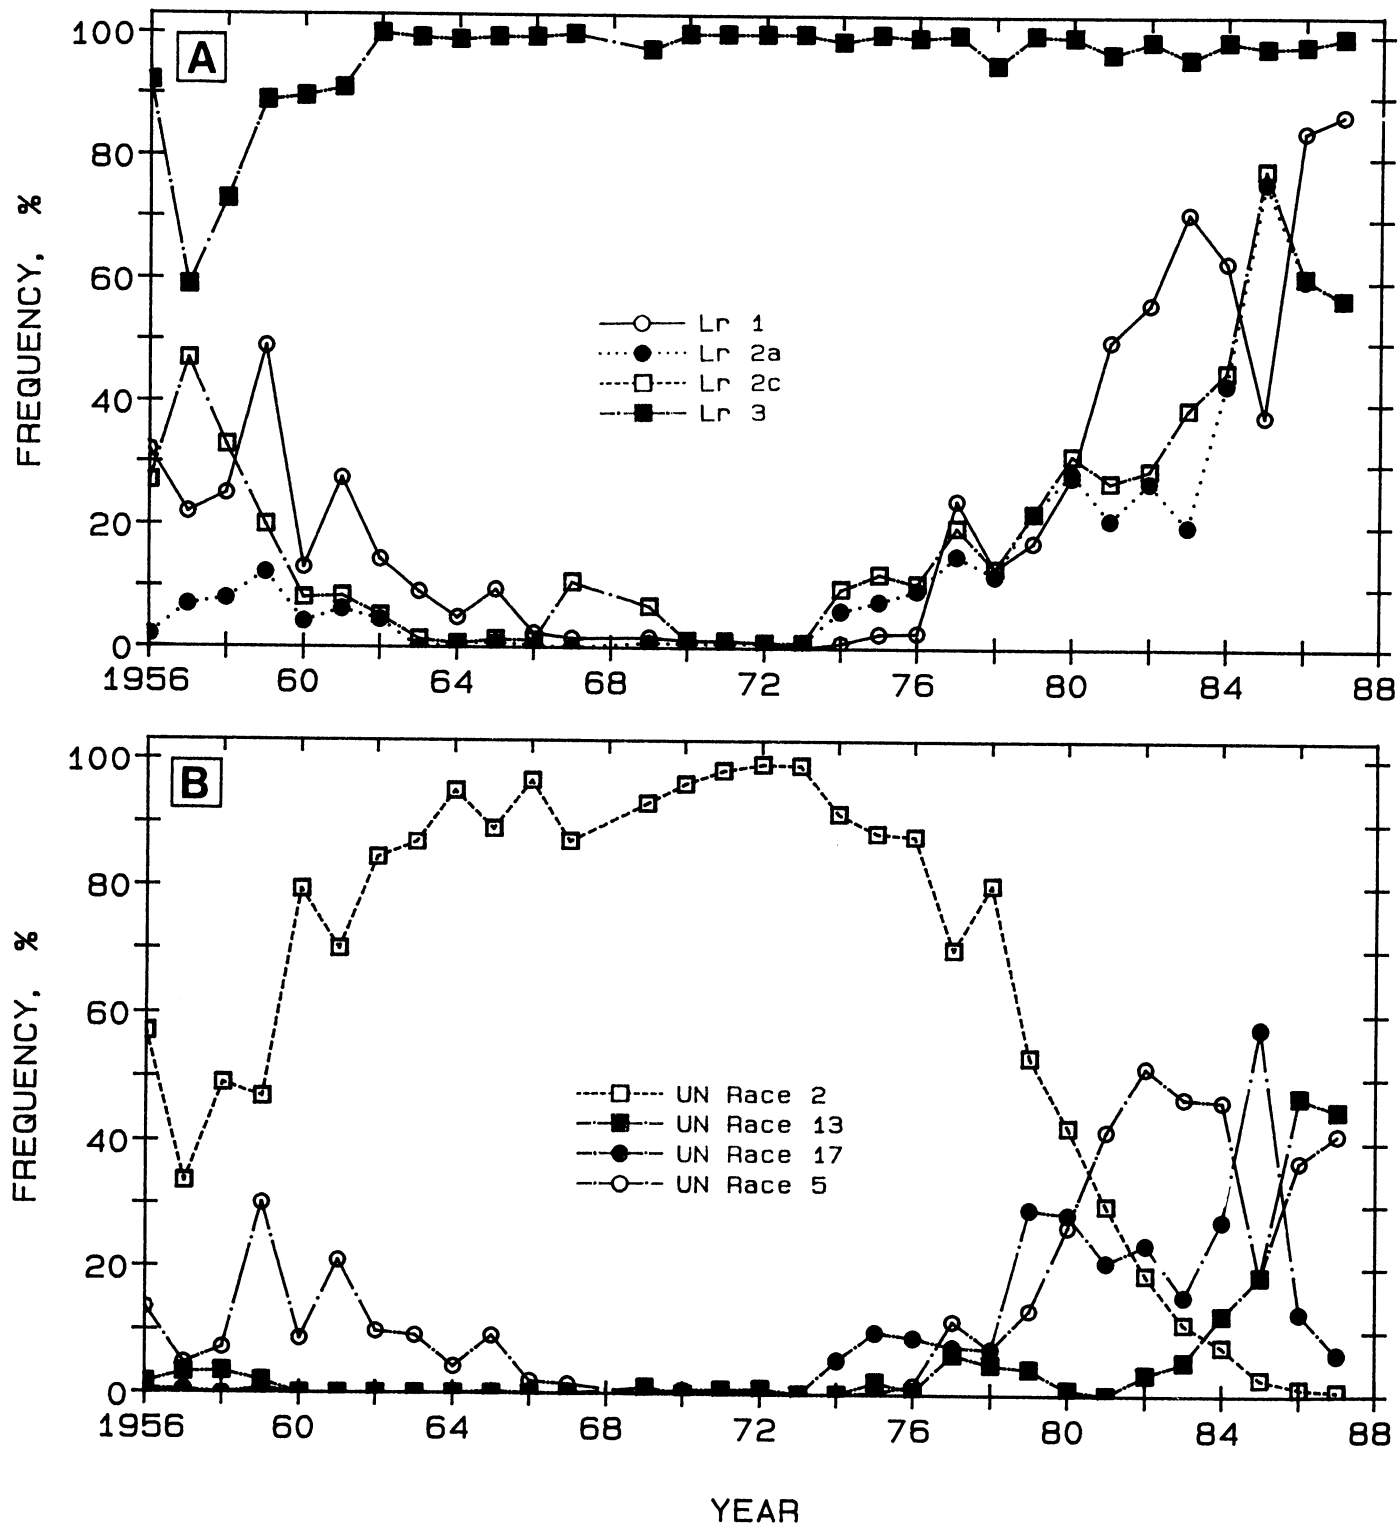 A
100
80
60
40
20
0
FREQUENCY, %
Lr 1
Lr 2a
Lr 2c
Lr 3
1956 60 64 68 72 76 80 84 88
B
100
80
60
40
20
0
FREQUENCY, %
UN Race 2
UN Race 13
UN Race 17
UN Race 5
1956 60 64 68 72 76 80 84 88
YEAR